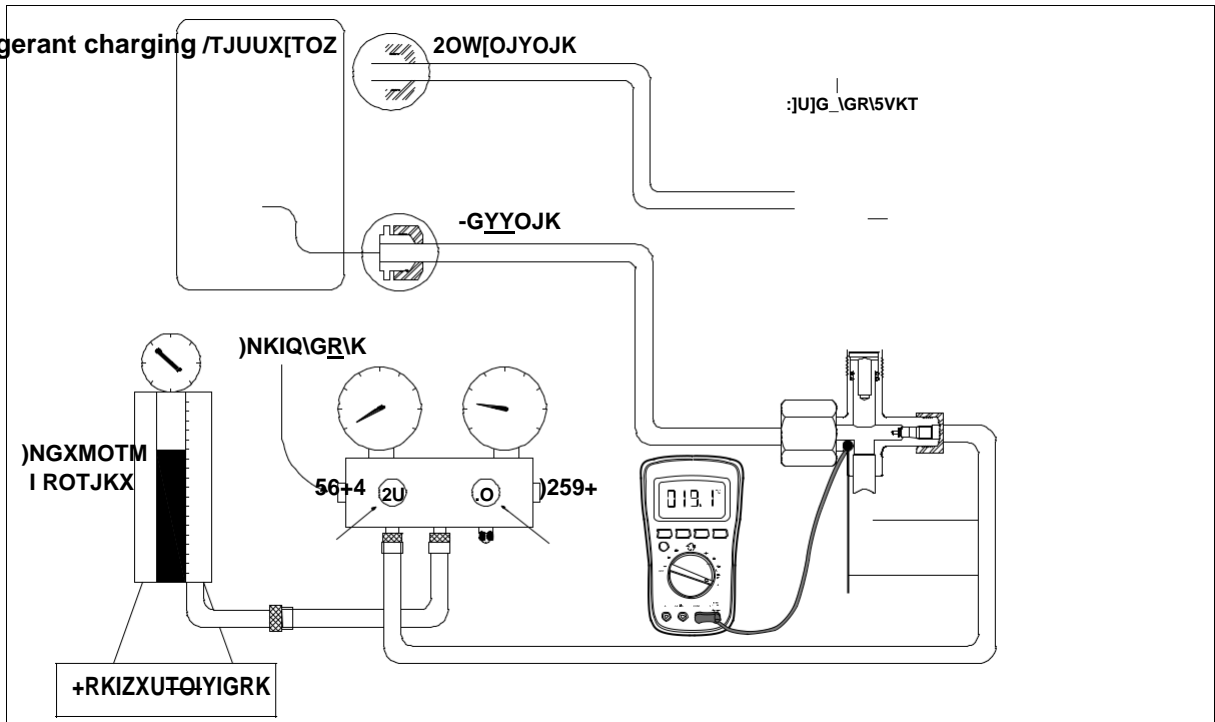 gerant charging /TJUUX[TOZ
2OW[OJYOJK
:]U]G_\GR\5VKT
-GYYOJK
)NKIQ\GR\K
)NGXMOTM
I ROTJKX
56+4
2U
.O
)259+
019.1
+RKIZXUTOIYIGRK